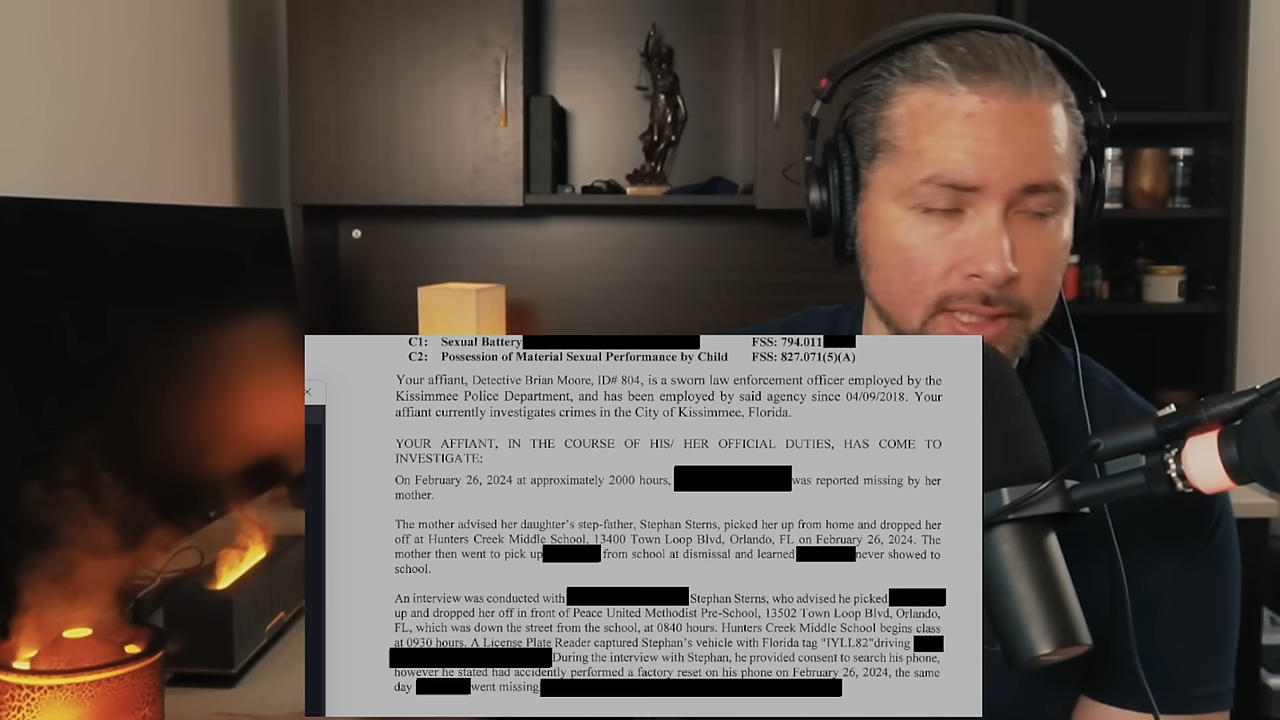 C1: Sexual Battery FSS: 794.011
C2: Possession of Material Sexual Performance by Child FSS: 827.071(5)(A)
Your affiant, Detective Brian Moore, ID# 804, is a sworn law enforcement officer employed by the
Kissimmee Police Department, and has been employed by said agency since 04/09/2018. Your
affiant currently investigates crimes in the City of Kissimmee, Florida.
YOUR AFFIANT, IN THE COURSE OF HIS/ HER OFFICIAL DUTIES, HAS COME TO
INVESTIGATE:
On February 26, 2024 at approximately 2000 hours, was reported missing by her
mother.
The mother advised her daughter's step-father, Stephan Sterns, picked her up from home and dropped her
off at Hunters Creek Middle School, 13400 Town Loop Blvd, Orlando, FL on February 26, 2024. The
mother then went to pick up from school at dismissal and learned never showed to
school.
An interview was conducted with Stephan Sterns, who advised he picked
up and dropped her off in front of Peace United Methodist Pre-School, 13502 Town Loop Blvd, Orlando,
FL, which was down the street from the school, at 0840 hours. Hunters Creek Middle School begins class
at 0930 hours. A License Plate Reader captured Stephan's vehicle with Florida tag "IYLL82"driving
During the interview with Stephan, he provided consent to search his phone,
however he stated had accidently performed a factory reset on his phone on February 26, 2024, the same
day went missing.